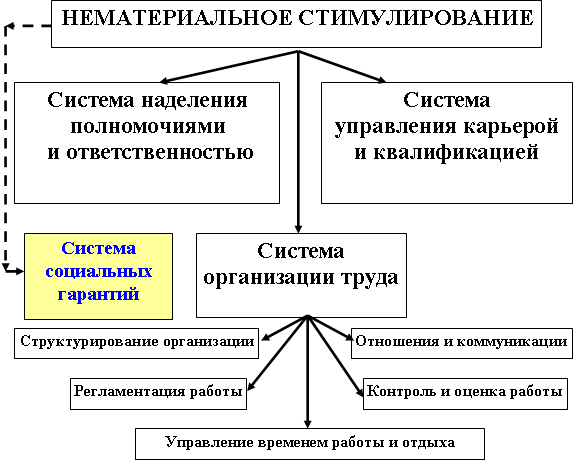 НЕМАТЕРИАЛЬНОЕ СТИМУЛИРОВАНИЕ
Система наделения
полномочиями
и ответственностью
Система
управления карьерой
и квалификацией
Система
социальных
гарантий
Система
организации труда
Структурирование организации
Отношения и коммуникации
Регламентация работы
Контроль и оценка работы
Управление временем работы и отдыха